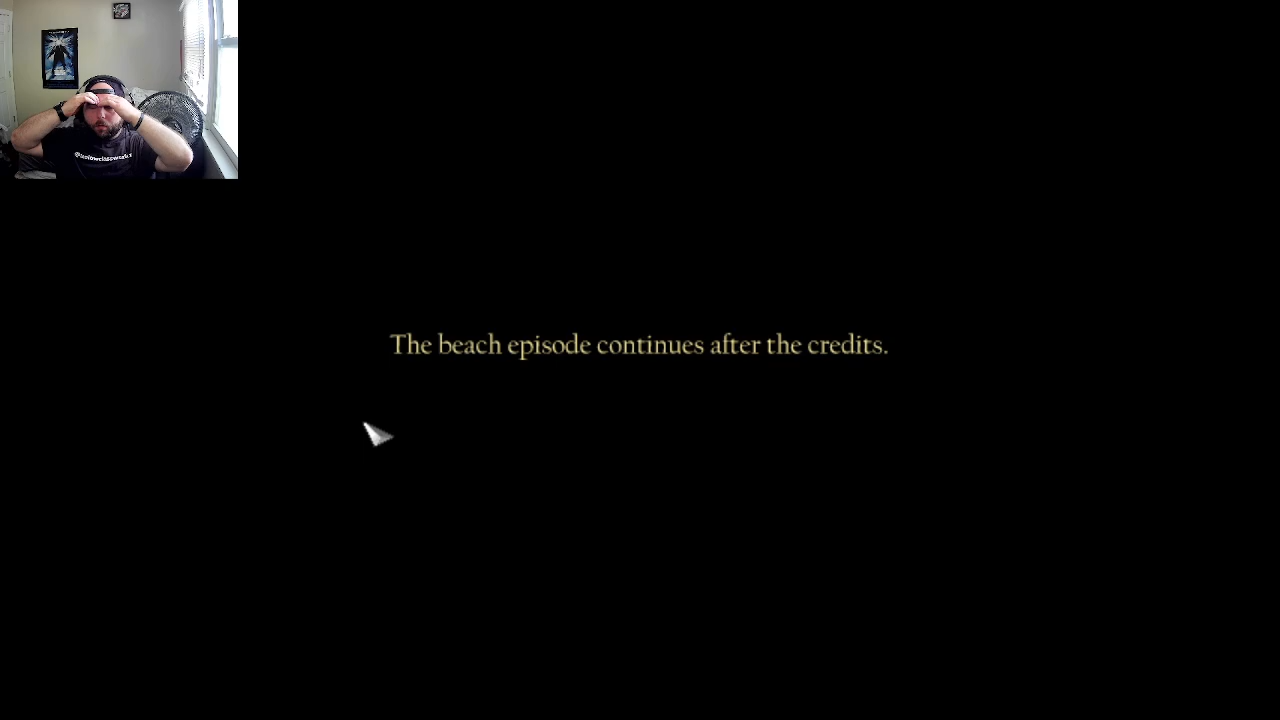 The beach episode continues after the credits.